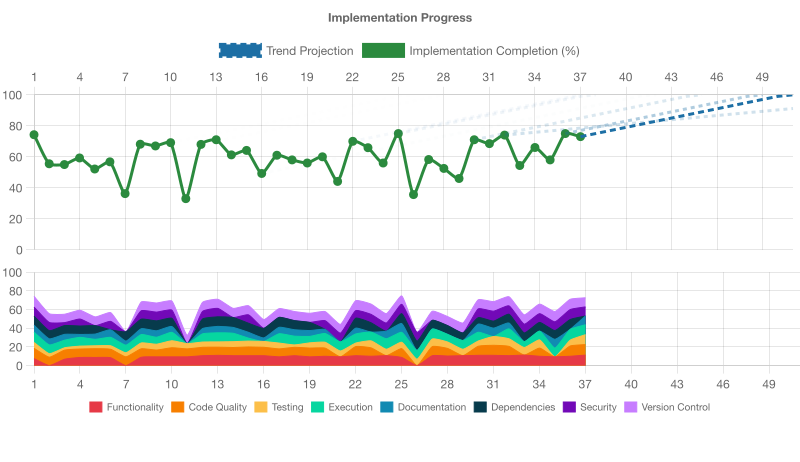 Implementation Progress
Trend Projection Implementation Completion (%)
1 4 7 10 13 16 19 22 25 28 31 34 37 40 43 46 49
100
80
60
40
20
0
100
80
60
40
20
0
1 4 7 10 13 16 19 22 25 28 31 34 37 40 43 46 49
Functionality Code Quality Testing Execution Documentation Dependencies Security Version Control